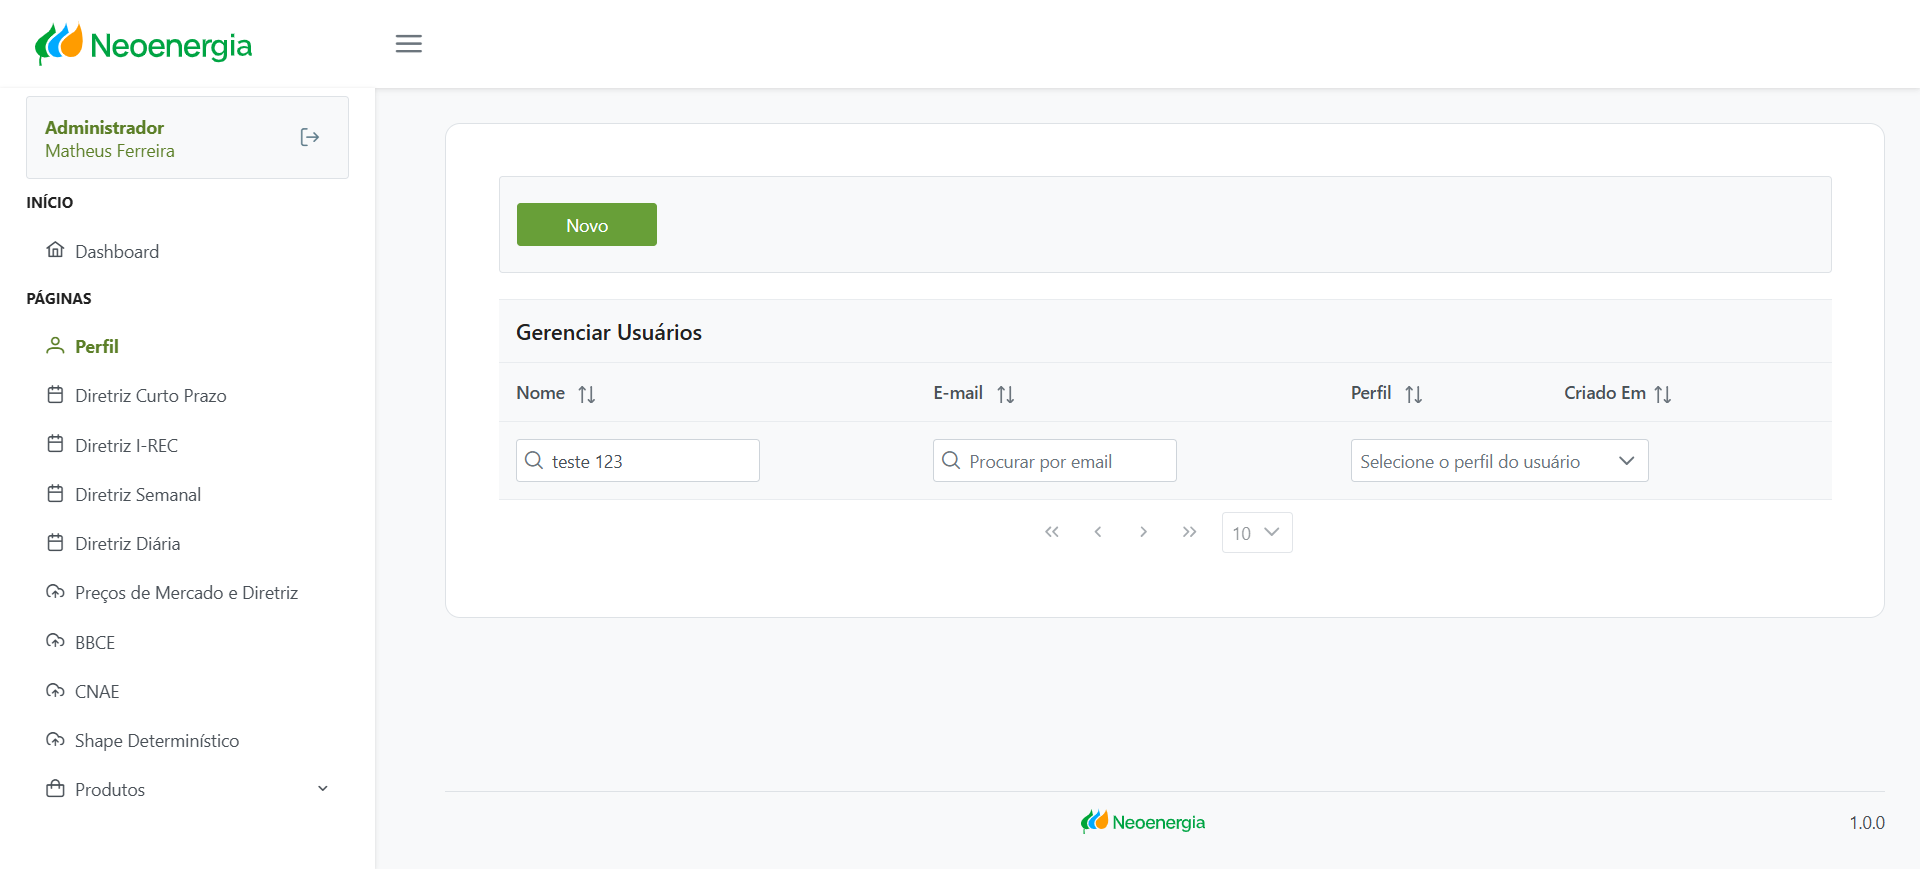 Neoenergia
Administrador
Matheus Ferreira
INÍCIO
Dashboard
PÁGINAS
Perfil
Diretriz Curto Prazo
Diretriz I-REC
Diretriz Semanal
Diretriz Diária
Preços de Mercado e Diretriz
BBCE
CNAE
Shape Determinístico
Produtos
Novo
Gerenciar Usuários
Nome E-mail Perfil Criado Em
teste 123 Procurar por email Selecione o perfil do usuário
10
Neoenergia
1.0.0